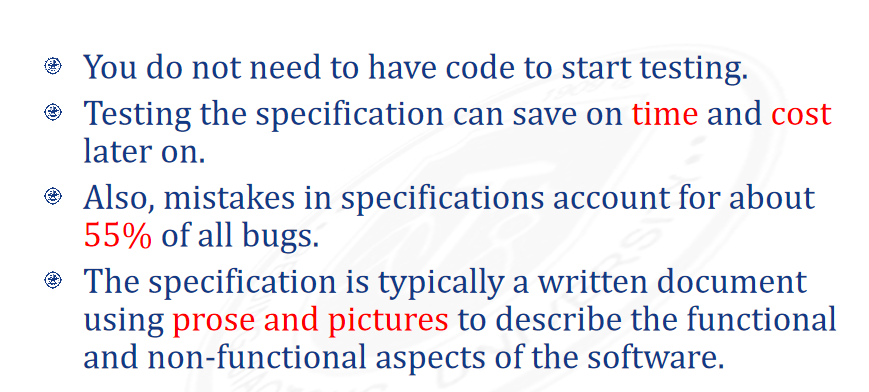 You do not need to have code to start testing.
Testing the specification can save on time and cost
later on.
Also, mistakes in specifications account for about
55% of all bugs.
The specification is typically a written document
using prose and pictures to describe the functional
and non-functional aspects of the software.